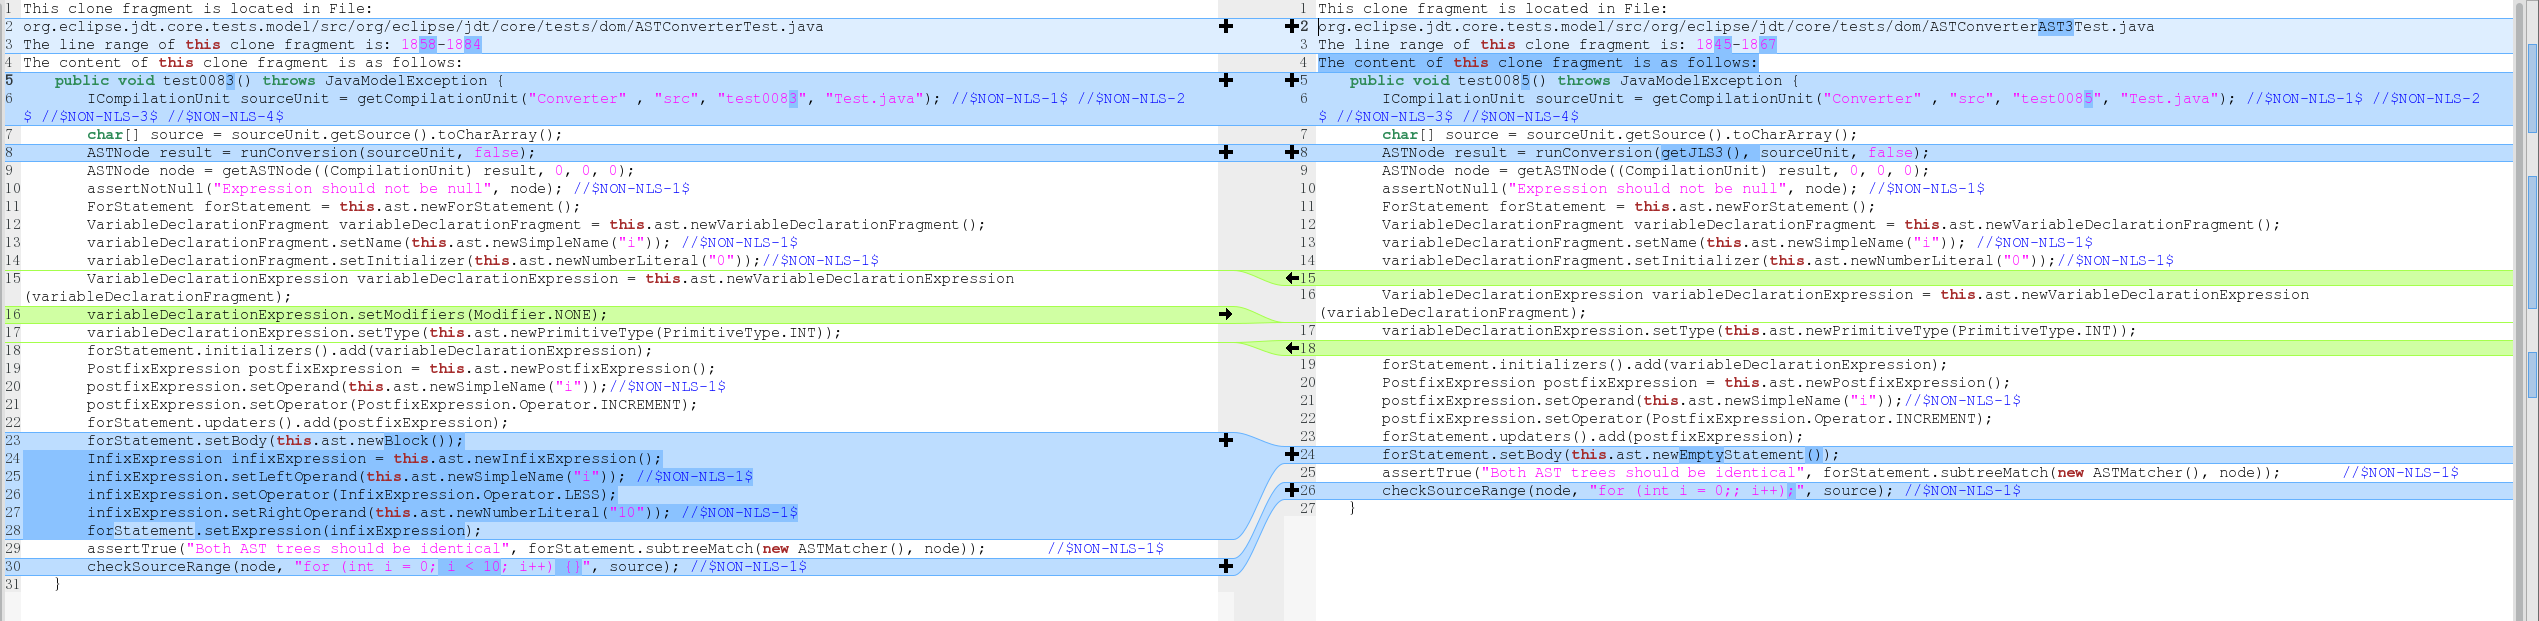 1 This clone fragment is located in File:
2 org.eclipse.jdt.core.tests.model/src/org/eclipse/jdt/core/tests/dom/ASTConverterTest.java
3 The line range of this clone fragment is: 1858-1884
4 The content of this clone fragment is as follows:
5    public void test0083() throws JavaModelException {
6        ICompilationUnit sourceUnit = getCompilationUnit("Converter" , "src", "test0083", "Test.java"); //$NON-NLS-1$ //$NON-NLS-2
$ //$NON-NLS-3$ //$NON-NLS-4$
7        char[] source = sourceUnit.getSource().toCharArray();
8        ASTNode result = runConversion(sourceUnit, false);
9        ASTNode node = getASTNode((CompilationUnit) result, 0, 0, 0);
10        assertNotNull("Expression should not be null", node); //$NON-NLS-1$
11        ForStatement forStatement = this.ast.newForStatement();
12        VariableDeclarationFragment variableDeclarationFragment = this.ast.newVariableDeclarationFragment();
13        variableDeclarationFragment.setName(this.ast.newSimpleName("i")); //$NON-NLS-1$
14        variableDeclarationFragment.setInitializer(this.ast.newNumberLiteral("0"));//$NON-NLS-1$
15        VariableDeclarationExpression variableDeclarationExpression = this.ast.newVariableDeclarationExpression
(variableDeclarationFragment);
16        variableDeclarationExpression.setModifiers(Modifier.NONE);
17        variableDeclarationExpression.setType(this.ast.newPrimitiveType(PrimitiveType.INT));
18        forStatement.initializers().add(variableDeclarationExpression);
19        PostfixExpression postfixExpression = this.ast.newPostfixExpression();
20        postfixExpression.setOperand(this.ast.newSimpleName("i"));//$NON-NLS-1$
21        postfixExpression.setOperator(PostfixExpression.Operator.INCREMENT);
22        forStatement.updaters().add(postfixExpression);
23        forStatement.setBody(this.ast.newBlock());
24        InfixExpression infixExpression = this.ast.newInfixExpression();
25        infixExpression.setLeftOperand(this.ast.newSimpleName("i")); //$NON-NLS-1$
26        infixExpression.setOperator(InfixExpression.Operator.LESS);
27        infixExpression.setRightOperand(this.ast.newNumberLiteral("10")); //$NON-NLS-1$
28        forStatement.setExpression(infixExpression);
29        assertTrue("Both AST trees should be identical", forStatement.subtreeMatch(new ASTMatcher(), node));        //$NON-NLS-1$
30        checkSourceRange(node, "for (int i = 0; i < 10; i++) {}", source); //$NON-NLS-1$
31    }
1 This clone fragment is located in File:
2 org.eclipse.jdt.core.tests.model/src/org/eclipse/jdt/core/tests/dom/ASTConverterAST3Test.java
3 The line range of this clone fragment is: 1845-1867
4 The content of this clone fragment is as follows:
5    public void test0085() throws JavaModelException {
6        ICompilationUnit sourceUnit = getCompilationUnit("Converter" , "src", "test0085", "Test.java"); //$NON-NLS-1$ //$NON-NLS-2
$ //$NON-NLS-3$ //$NON-NLS-4$
7        char[] source = sourceUnit.getSource().toCharArray();
8        ASTNode result = runConversion(getJLS3(), sourceUnit, false);
9        ASTNode node = getASTNode((CompilationUnit) result, 0, 0, 0);
10        assertNotNull("Expression should not be null", node); //$NON-NLS-1$
11        ForStatement forStatement = this.ast.newForStatement();
12        VariableDeclarationFragment variableDeclarationFragment = this.ast.newVariableDeclarationFragment();
13        variableDeclarationFragment.setName(this.ast.newSimpleName("i")); //$NON-NLS-1$
14        variableDeclarationFragment.setInitializer(this.ast.newNumberLiteral("0"));//$NON-NLS-1$
15
16        VariableDeclarationExpression variableDeclarationExpression = this.ast.newVariableDeclarationExpression
(variableDeclarationFragment);
17        variableDeclarationExpression.setType(this.ast.newPrimitiveType(PrimitiveType.INT));
18
19        forStatement.initializers().add(variableDeclarationExpression);
20        PostfixExpression postfixExpression = this.ast.newPostfixExpression();
21        postfixExpression.setOperand(this.ast.newSimpleName("i"));//$NON-NLS-1$
22        postfixExpression.setOperator(PostfixExpression.Operator.INCREMENT);
23        forStatement.updaters().add(postfixExpression);
24        forStatement.setBody(this.ast.newEmptyStatement());
25        assertTrue("Both AST trees should be identical", forStatement.subtreeMatch(new ASTMatcher(), node));        //$NON-NLS-1$
26        checkSourceRange(node, "for (int i = 0;; i++);", source); //$NON-NLS-1$
27    }